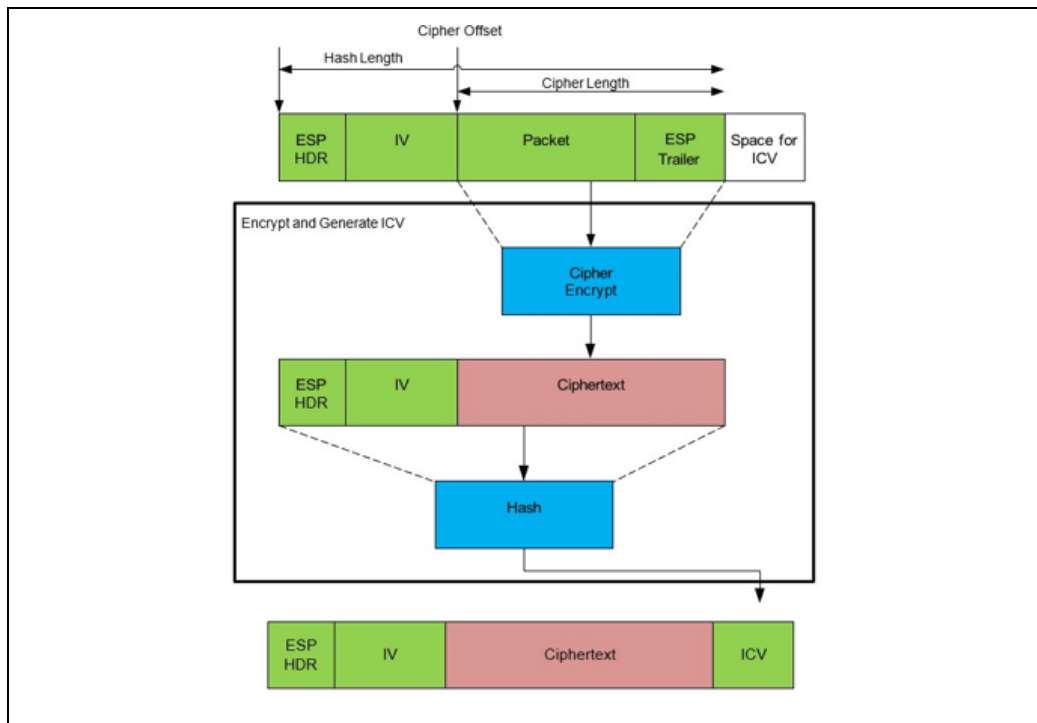 Cipher Offset
Hash Length
Cipher Length
ESP
HDR
IV
Packet
ESP
Trailer
Space for
ICV
Encrypt and Generate ICV
Cipher
Encrypt
ESP
HDR
IV
Ciphertext
Hash
ESP
HDR
IV
Ciphertext
ICV